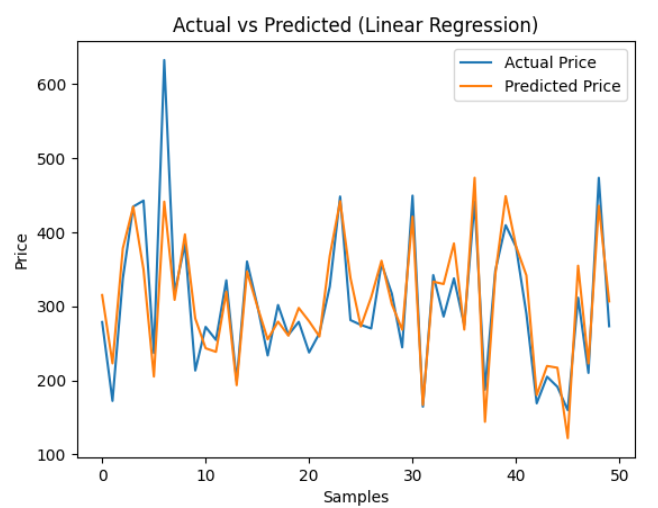 Actual vs Predicted (Linear Regression)
Actual Price
Predicted Price
600
500
400
300
200
100
Price
0 10 20 30 40 50
Samples